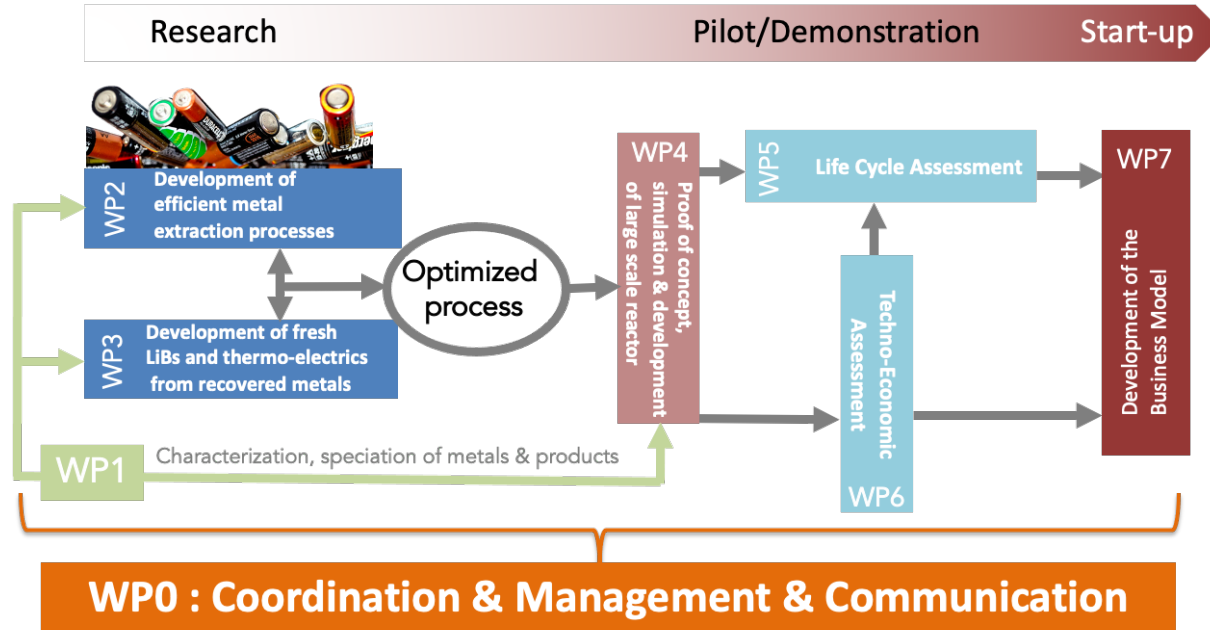 Research
Pilot/Demonstration
Start-up
WP2
Development of
efficient metal
extraction processes
WP3
Development of fresh
LiBs and thermo-electrics
from recovered metals
Optimized
process
WP4
Proof of concept,
simulation & development
of large scale reactor
WP5
Life Cycle Assessment
WP6
Techno-Economic
Assessment
WP7
Development of the
Business Model
WP1
Characterization, speciation of metals & products
WP0 : Coordination & Management & Communication